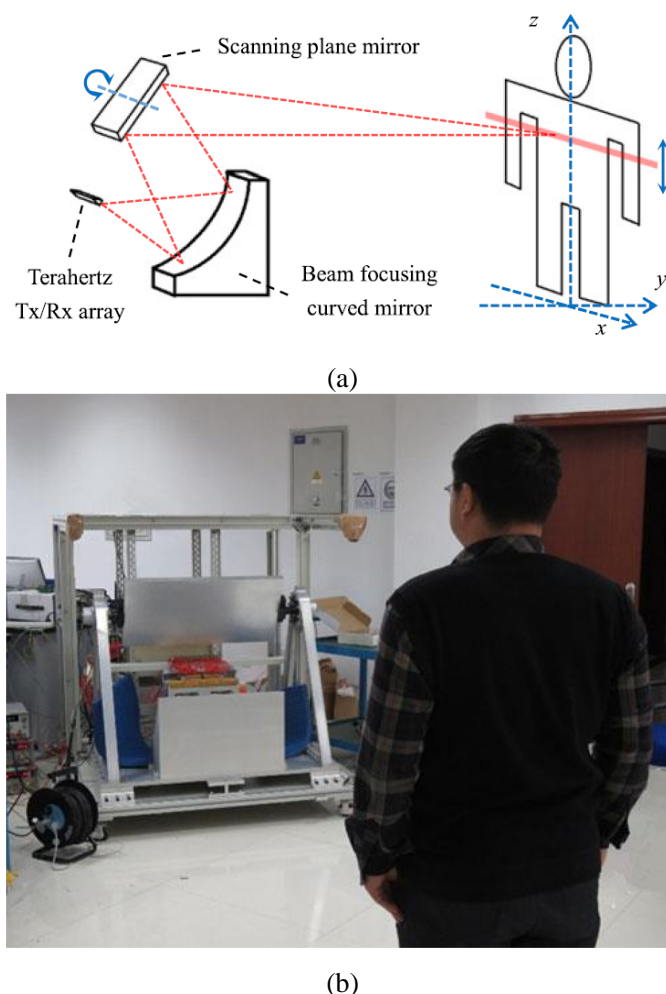 Scanning plane mirror
z
Terahertz
Tx/Rx array
Beam focusing
curved mirror
y
x
(a)
(b)